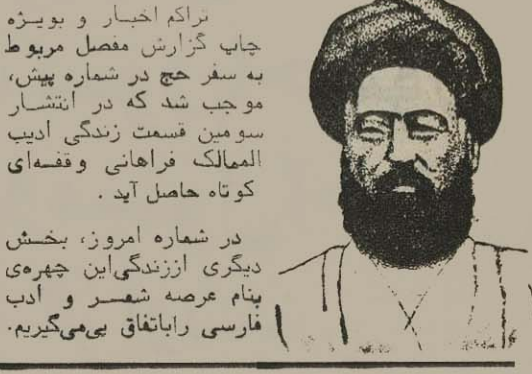 تراکم اخبار و بویژه
چاپ گزارش مفصل مربوط
به سفر حج در شماره پیش،
موجب شد که در انتشار
سومین قسمت زندگی ادیب
الممالک فراهانی وقفه‌ای
کوتاه حاصل آید .
در شماره امروز، بخش
دیگری اززندگی‌این چهره‌ی
بنام عرصه شعر و ادب
فارسی راباتفاق پی‌می‌گیریم.